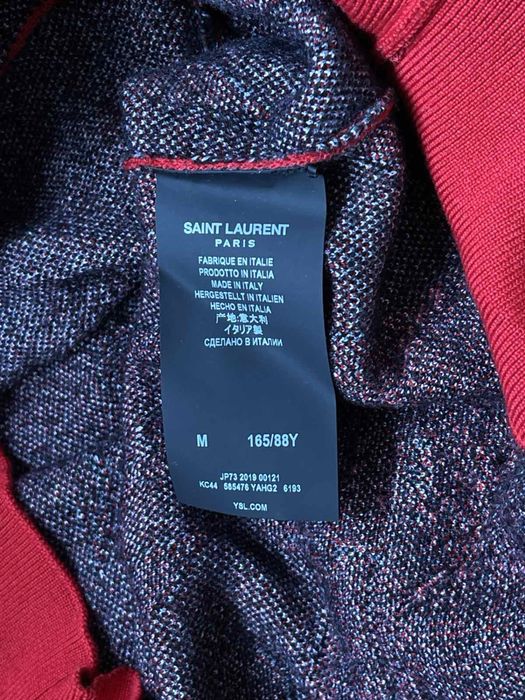 SAINT LAURENT
PARIS
FABRIQUE EN ITALIE
PRODOTTO IN ITALIA
MADE IN ITALY
HERGESTELLT IN ITALIEN
HECHO EN ITALIA
产地:意大利
イタリア製
СДЕЛАНО В ИТАЛИИ
M 165/88Y
JP73 2019 00121
KC44 585476 YAHG2 6193
YSL.COM